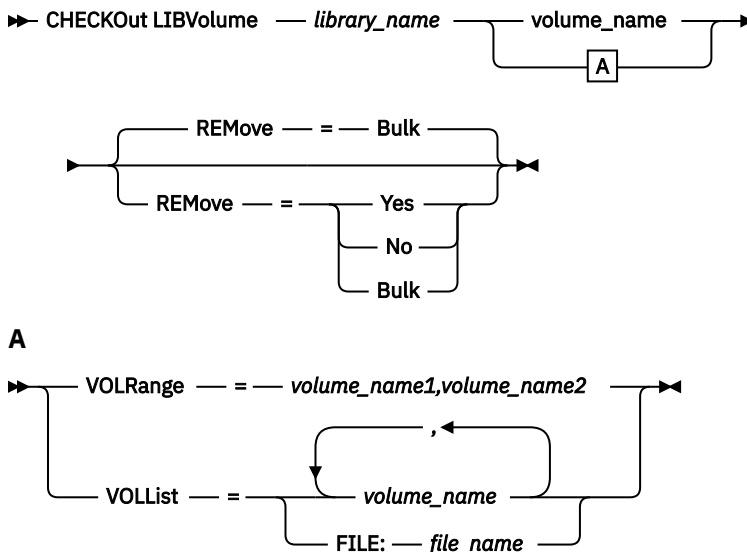 CHECKOut LIBVolume library_name volume_name
A
REMove = Bulk
REMove = Yes
No
Bulk
A
VOLRange = volume_name1,volume_name2
,
VOLList = volume_name
FILE: file_name